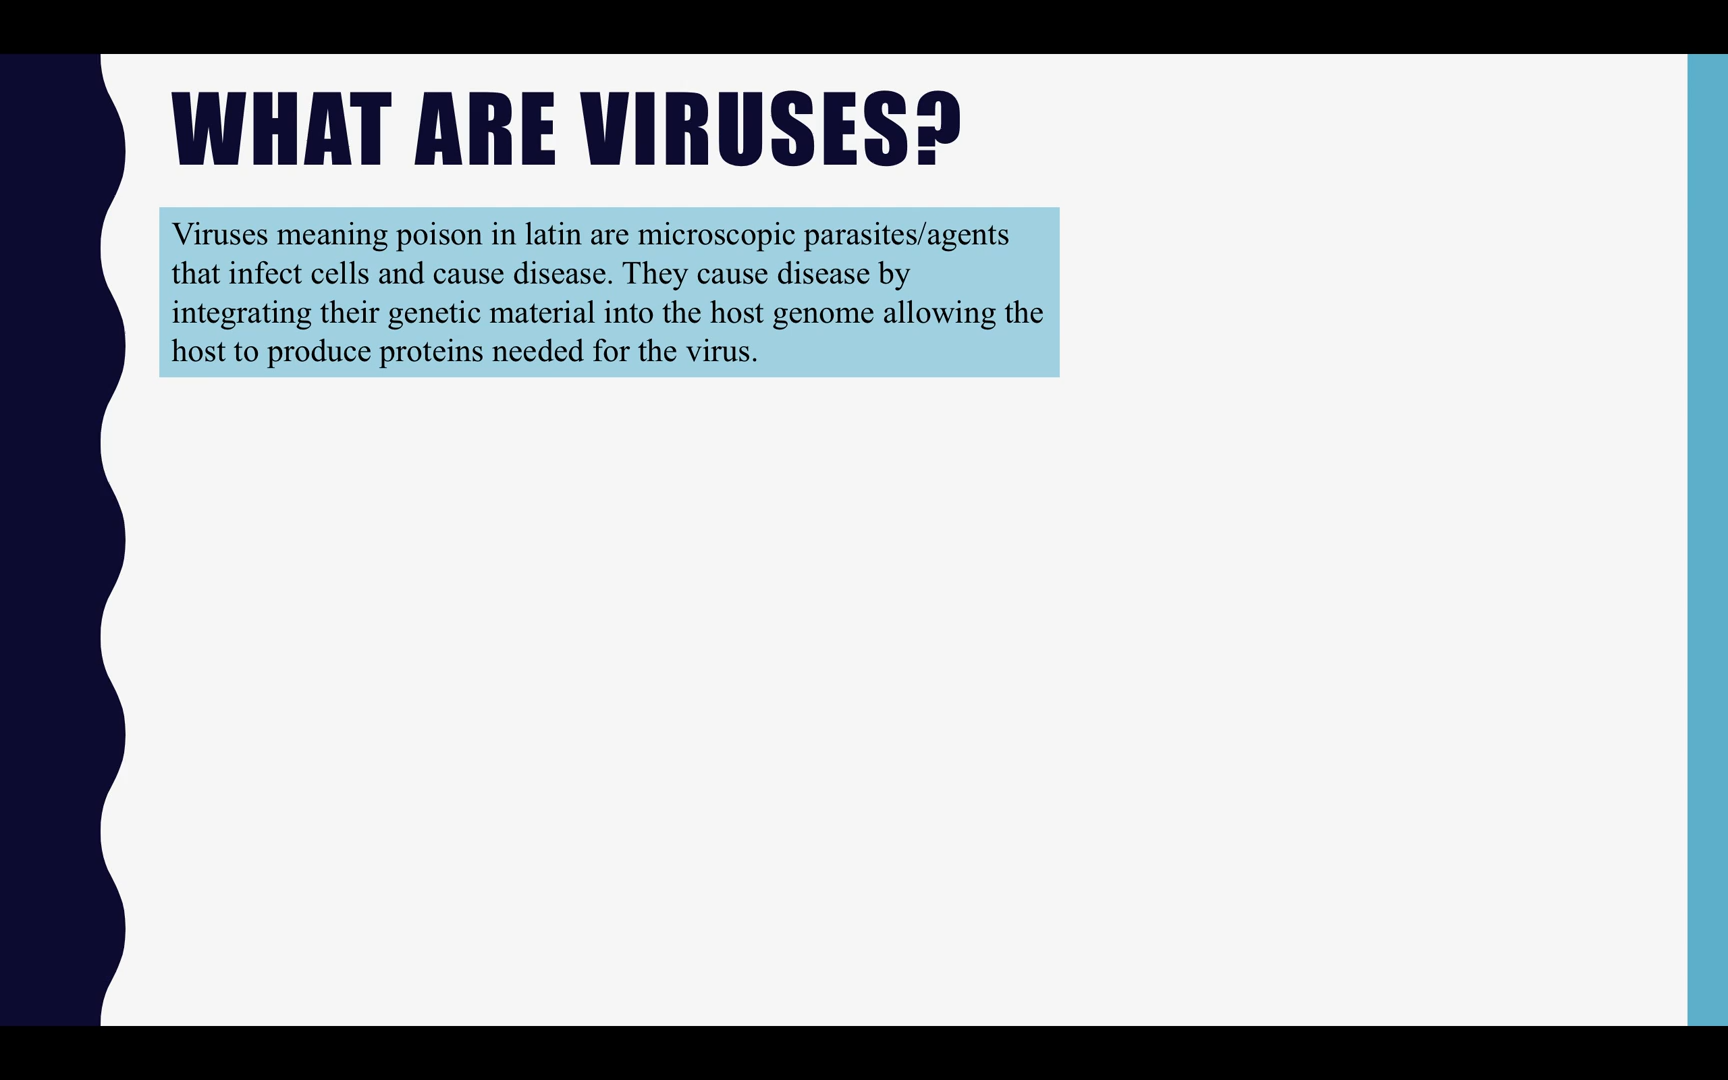 WHAT ARE VIRUSES?
Viruses meaning poison in latin are microscopic parasites/agents
that infect cells and cause disease. They cause disease by
integrating their genetic material into the host genome allowing the
host to produce proteins needed for the virus.